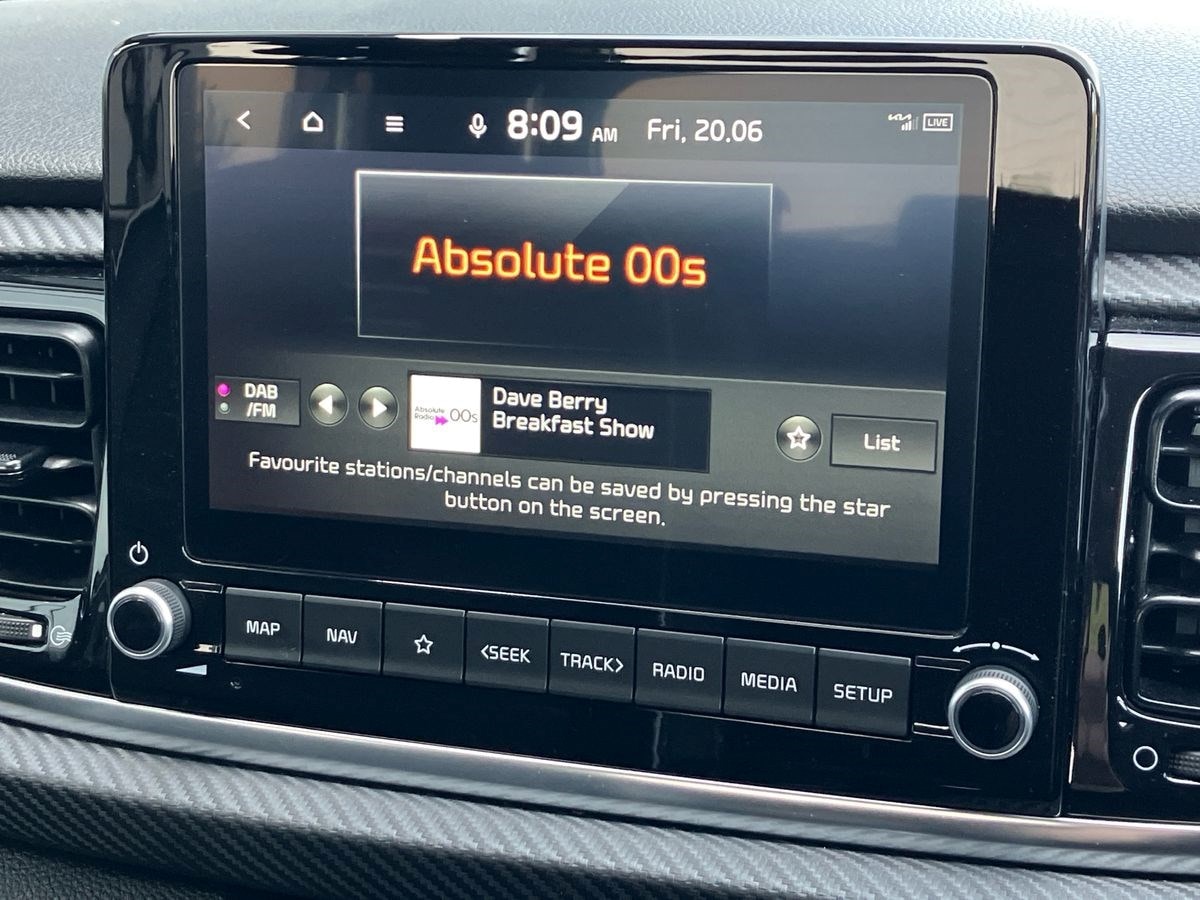 8:09 AM Fri, 20.06
LIVE
Absolute 00s
DAB
/FM
Absolute
Radio 00s
Dave Berry
Breakfast Show
List
Favourite stations/channels can be saved by pressing the star
button on the screen.
MAP
NAV
<SEEK
TRACK>
RADIO
MEDIA
SETUP